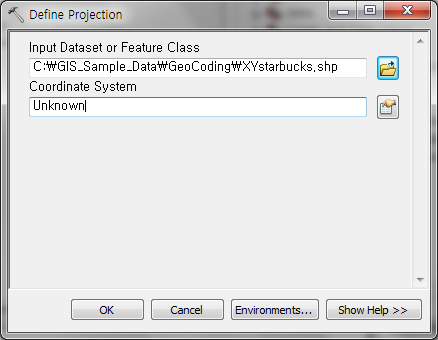 Define Projection
Input Dataset or Feature Class
C:₩GIS_Sample_Data₩GeoCoding₩XYstarbucks.shp
Coordinate System
Unknown
OK
Cancel
Environments...
Show Help >>